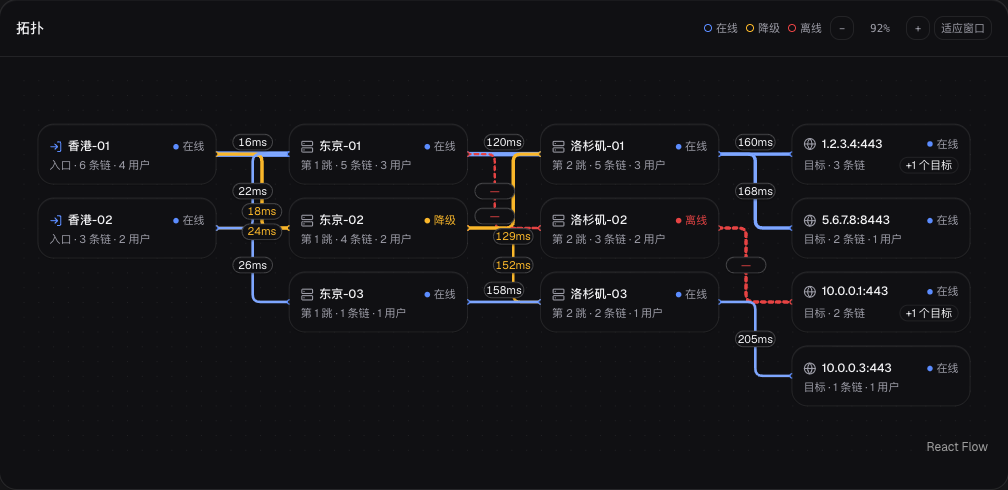 拓扑
在线 降级 离线 − 92% + 适应窗口
香港-01 在线
入口 · 6 条链 · 4 用户
香港-02 在线
入口 · 3 条链 · 2 用户
16ms
22ms
18ms
24ms
26ms
东京-01 在线
第 1 跳 · 5 条链 · 3 用户
东京-02 降级
第 1 跳 · 4 条链 · 2 用户
东京-03 在线
第 1 跳 · 1 条链 · 1 用户
120ms
—
—
129ms
152ms
158ms
洛杉矶-01 在线
第 2 跳 · 5 条链 · 3 用户
洛杉矶-02 离线
第 2 跳 · 3 条链 · 2 用户
洛杉矶-03 在线
第 2 跳 · 2 条链 · 1 用户
160ms
168ms
—
205ms
1.2.3.4:443 在线
目标 · 3 条链 +1 个目标
5.6.7.8:8443 在线
目标 · 2 条链 · 1 用户
10.0.0.1:443 在线
目标 · 2 条链 +1 个目标
10.0.0.3:443 在线
目标 · 1 条链 · 1 用户
React Flow